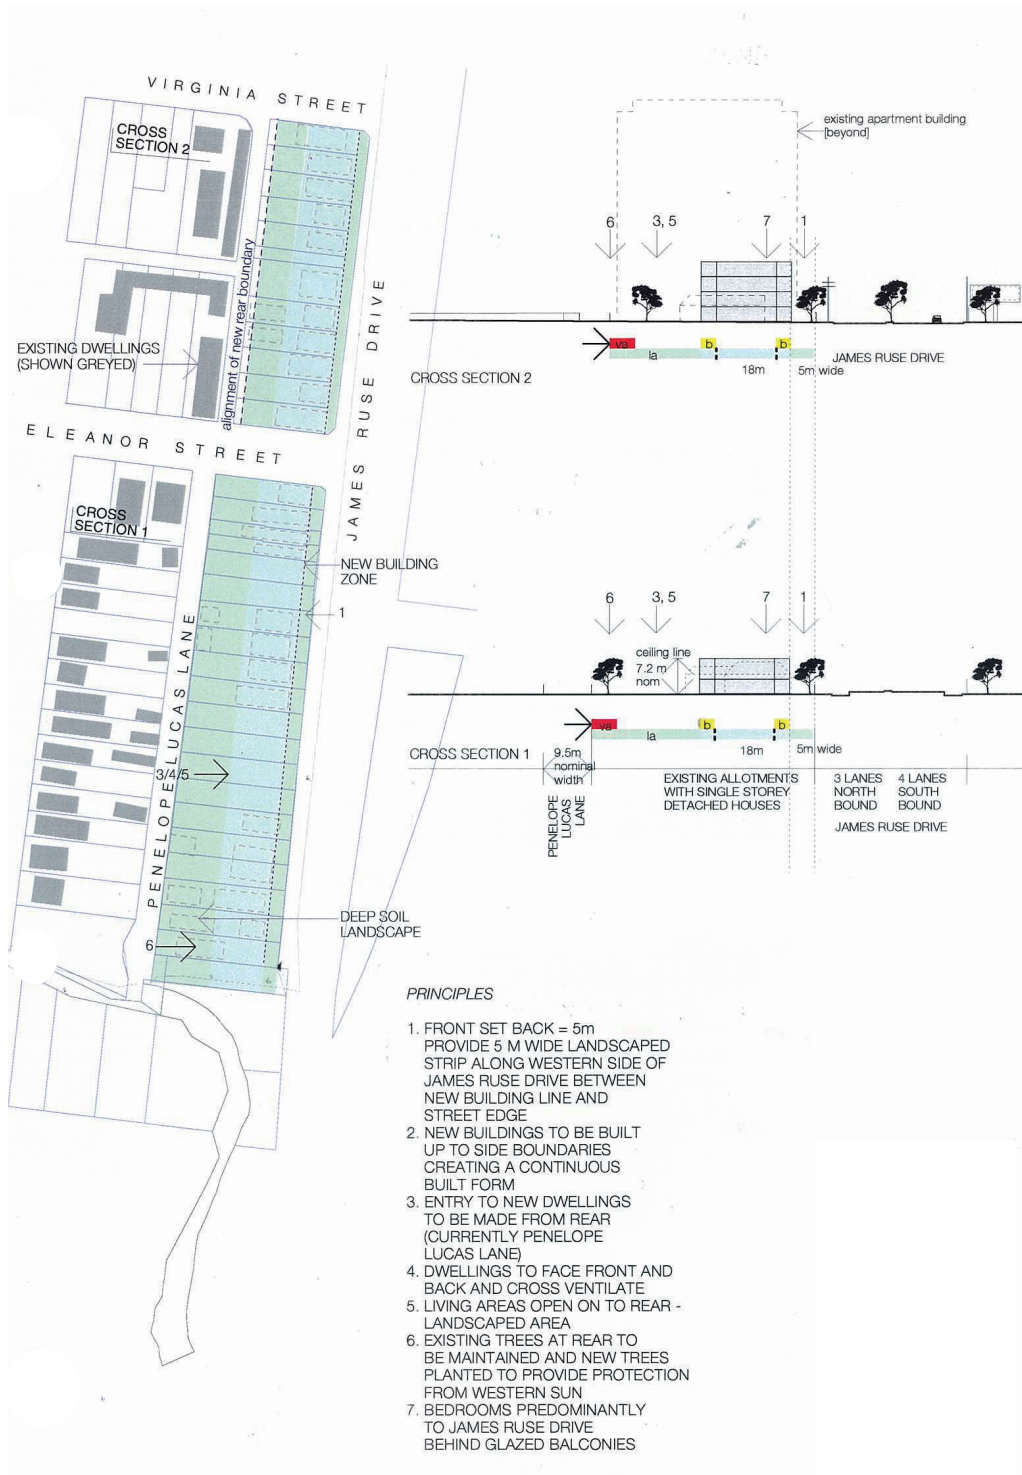 VIRGINIA STREET
CROSS
SECTION 2
alignment of new rear boundary
JAMES RUSE DRIVE
EXISTING DWELLINGS
(SHOWN GREYED)
ELEANOR STREET
CROSS
SECTION 1
NEW BUILDING
ZONE
1
PENELOPE LUCAS LANE
3/4/5
DEEP SOIL
LANDSCAPE
6
existing apartment building
[beyond]
6
3, 5
7
1
va
b
b
la
18m
5m wide
JAMES RUSE DRIVE
CROSS SECTION 2
6
3, 5
7
1
ceiling line
7.2 m
nom
va
b
b
la
18m
5m wide
CROSS SECTION 1
9.5m
nominal
width
PENELOPE
LUCAS
LANE
EXISTING ALLOTMENTS
WITH SINGLE STOREY
DETACHED HOUSES
3 LANES
NORTH
BOUND
4 LANES
SOUTH
BOUND
JAMES RUSE DRIVE
PRINCIPLES
1. FRONT SET BACK = 5m
PROVIDE 5 M WIDE LANDSCAPED
STRIP ALONG WESTERN SIDE OF
JAMES RUSE DRIVE BETWEEN
NEW BUILDING LINE AND
STREET EDGE
2. NEW BUILDINGS TO BE BUILT
UP TO SIDE BOUNDARIES
CREATING A CONTINUOUS
BUILT FORM
3. ENTRY TO NEW DWELLINGS
TO BE MADE FROM REAR
(CURRENTLY PENELOPE
LUCAS LANE)
4. DWELLINGS TO FACE FRONT AND
BACK AND CROSS VENTILATE
5. LIVING AREAS OPEN ON TO REAR -
LANDSCAPED AREA
6. EXISTING TREES AT REAR TO
BE MAINTAINED AND NEW TREES
PLANTED TO PROVIDE PROTECTION
FROM WESTERN SUN
7. BEDROOMS PREDOMINANTLY
TO JAMES RUSE DRIVE
BEHIND GLAZED BALCONIES